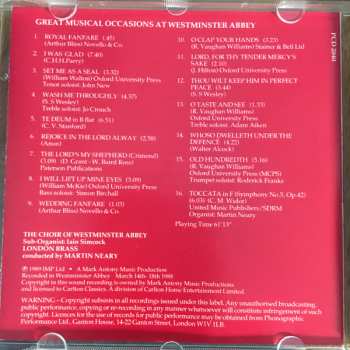 GREAT MUSICAL OCCASIONS AT WESTMINSTER ABBEY
1 ROYAL FANFARE (.45)
(Arthur Bliss) Novello & Co.
2 I WAS GLAD (7.40)
(C.H.H.Parry)
3 SET ME AS A SEAL (3.32)
(William Walton) Oxford University Press
Tenor soloist: John New
4 WASH ME THROUGHLY (4.37)
(S. S Wesley)
Treble soloist: Jo Crouch
5 TE DEUM in B flat (6.51)
(C. V. Stanford)
6 REJOICE IN THE LORD ALWAY (2.58)
(Anon)
7 THE LORD'S MY SHEPHERD (Crimond)
(3.09) (D Grant : W. Baird Ross)
Paterson Publications
8 I WILL LIFT UP MINE EYES (3.00)
(William McKie) Oxford University Press
Bass soloist: Simon Birchall
9 WEDDING FANFARE (1.03)
(Arthur Bliss) Novello & Co.
10 O CLAP YOUR HANDS (3.23)
(R. Vaughan Williams) Stainer & Bell Ltd
11 LORD, FOR THY TENDER MERCY'S
SAKE (2.10)
(J.Hilton) Oxford University Press
12 THOU WILT KEEP HIM IN PERFECT
PEACE (3.44)
(S. S Wesley)
13 O TASTE AND SEE (1.33)
(R. Vaughan Williams)
Oxford University Press
Treble soloist: Adam Aiken
14 WHOSO DWELLETH UNDER THE
DEFENCE (4.22)
(Walter Alcock)
15 OLD HUNDREDTH (5.16)
(R. Vaughan Williams)
Oxford University Press (MCPS)
Trumpet soloist: Roderick Franks
16 TOCCATA in F (Symphony No 5, Op 42)
(6.03) (C. M. Widor)
United Music Publishers/SDRM
Organist: Martin Neary
Playing Time 61'13"
PCD
THE CHOIR OF WESTMINSTER ABBEY
Sub-Organist: Iain Simcock
LONDON BRASS
conducted by MARTIN NEARY
℗ 1989 IMP Ltd • A Mark Antony Music Production
Recorded in Westminster Abbey March 14th-18th 1988
Copyright in this sound recording is owned by Mark Antony Music Productions
and licensed to Carlton Classics. A division of Carlton Home Entertainment Limited.
WARNING – Copyright subsists in all recordings issued under this label. Any unauthorised broadcasting,
public performance, copying or re-recording in any manner whatsoever will constitute infringement of such
copyright. Licences for the use of records for public performance may be obtained from Phonographic
Performance Ltd., Ganton House, 14-22 Ganton Street, London W1V 1LB.